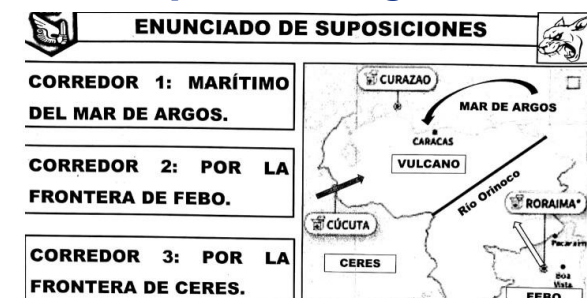 ENUNCIADO DE SUPOSICIONES
CORREDOR 1: MARÍTIMO
DEL MAR DE ARGOS.
CORREDOR 2: POR LA
FRONTERA DE FEBO.
CORREDOR 3: POR LA
FRONTERA DE CERES.
CURAZAO
MAR DE ARGOS
CARACAS
VULCANO
Río Orinoco
RORAIMA*
CÚCUTA
Pacaraim
CERES
Boa
Vista
FEBO